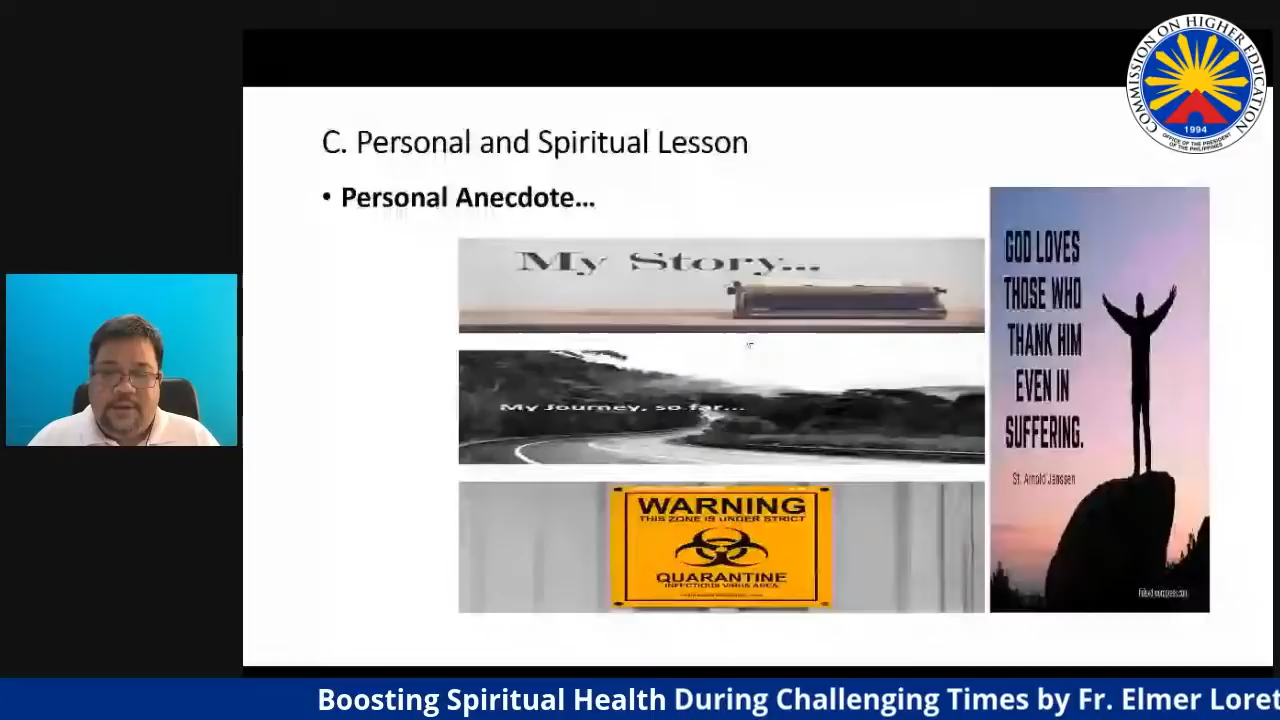 COMMISSION ON HIGHER EDUCATION
1994
OFFICE OF THE PRESIDENT
OF THE PHILIPPINES
C. Personal and Spiritual Lesson
• Personal Anecdote...
My Story...
My Journey, so far...
WARNING
THIS ZONE IS UNDER STRICT
QUARANTINE
INFECTIOUS VIRUS AREA
GOD LOVES
THOSE WHO
THANK HIM
EVEN IN
SUFFERING.
St. Arnold Janssen
Boosting Spiritual Health During Challenging Times by Fr. Elmer Loret